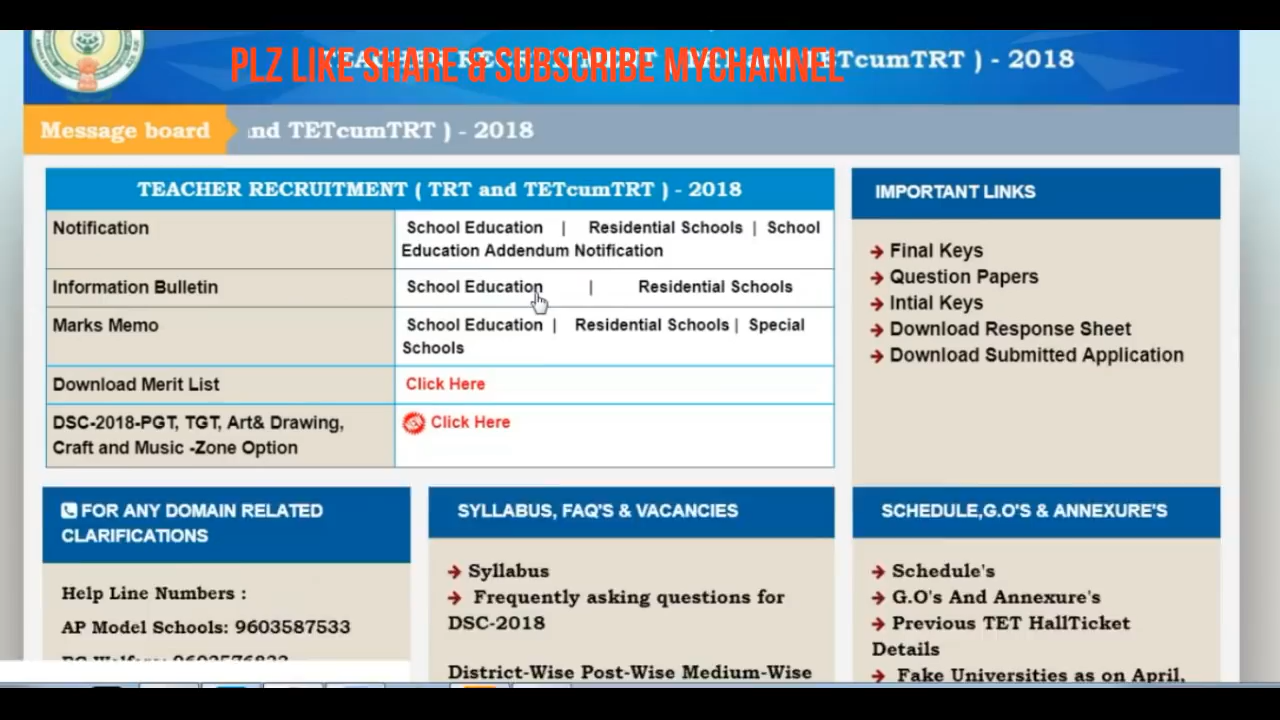 PLZ LIKE SHARE & SUBSCRIBE MYCHANNEL
TEACHER RECRUITMENT ( TRT and TETcumTRT ) - 2018
Message board
nd TETcumTRT ) - 2018
TEACHER RECRUITMENT ( TRT and TETcumTRT ) - 2018
Notification
School Education | Residential Schools | School
Education Addendum Notification
Information Bulletin
School Education | Residential Schools
Marks Memo
School Education | Residential Schools | Special
Schools
Download Merit List
Click Here
DSC-2018-PGT, TGT, Art& Drawing,
Craft and Music -Zone Option
Click Here
IMPORTANT LINKS
Final Keys
Question Papers
Intial Keys
Download Response Sheet
Download Submitted Application
FOR ANY DOMAIN RELATED
CLARIFICATIONS
Help Line Numbers :
AP Model Schools: 9603587533
SYLLABUS, FAQ'S & VACANCIES
Syllabus
Frequently asking questions for
DSC-2018
District-Wise Post-Wise Medium-Wise
SCHEDULE,G.O'S & ANNEXURE'S
Schedule's
G.O's And Annexure's
Previous TET HallTicket
Details
Fake Universities as on April,